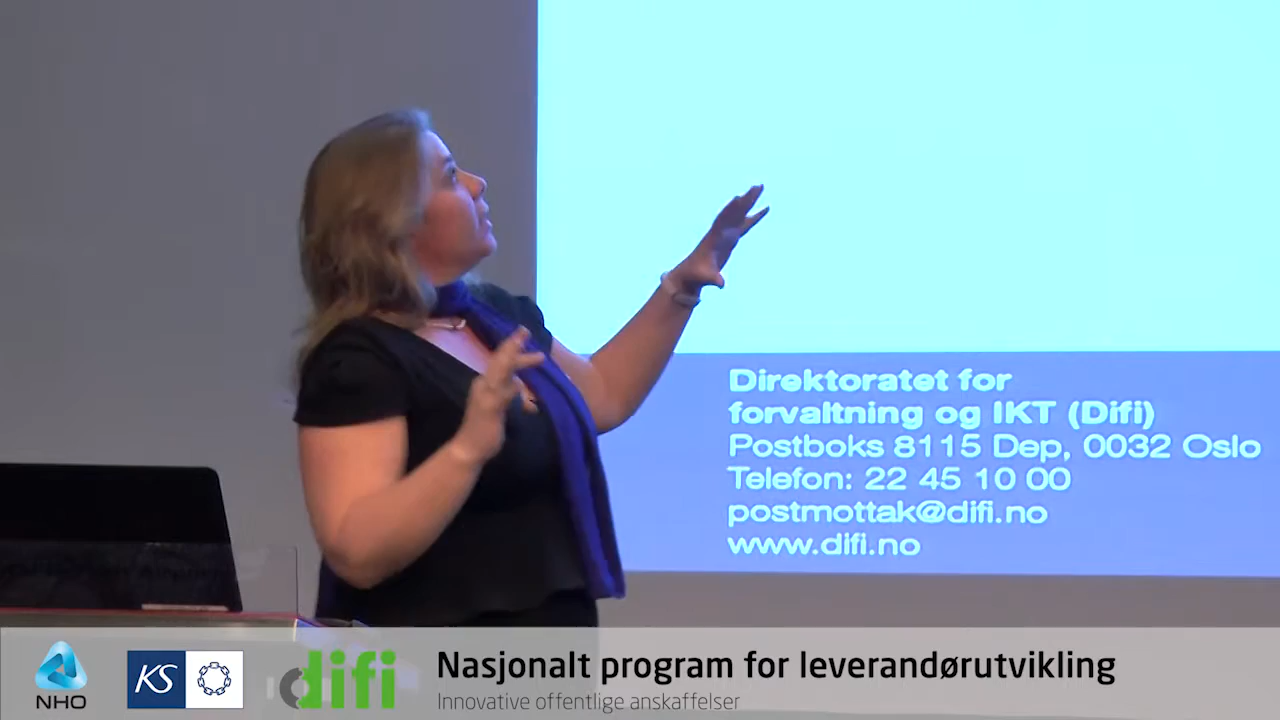 Direktoratet for
forvaltning og IKT (Difi)
Postboks 8115 Dep, 0032 Oslo
Telefon: 22 45 10 00
postmottak@difi.no
www.difi.no
NHO
KS
difi
Nasjonalt program for leverandørutvikling
Innovative offentlige anskaffelser